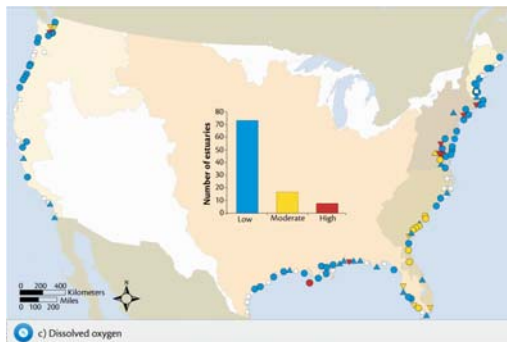 80
70
60
50
40
30
20
10
0
Number of estuaries
Low
Moderate
High
0 200 400
Kilometers
Miles
0 100 200
N
c) Dissolved oxygen